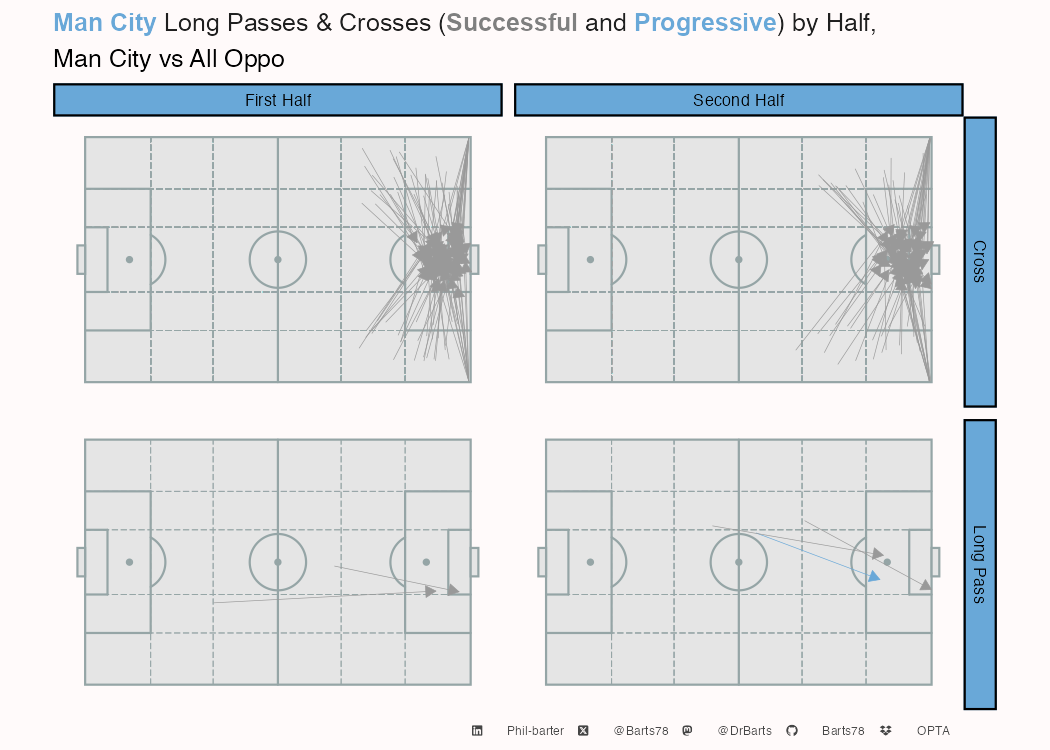 Man City Long Passes & Crosses (Successful and Progressive) by Half,
Man City vs All Oppo
First Half
Second Half
Cross
Long Pass
Phil-barter @Barts78 @DrBarts Barts78 OPTA